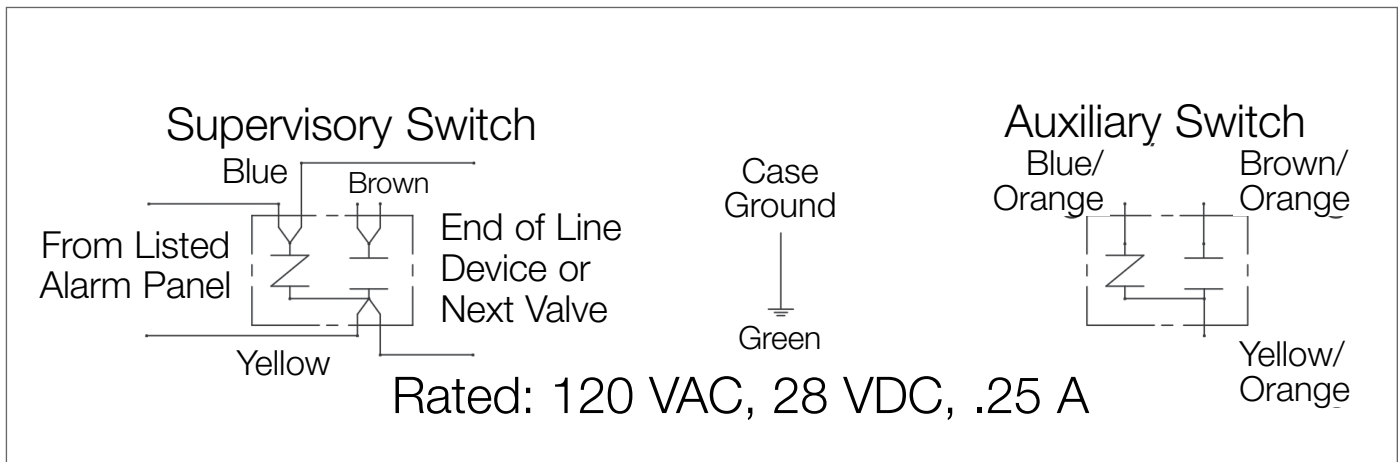 Supervisory Switch
Blue
Brown
From Listed
Alarm Panel
End of Line
Device or
Next Valve
Yellow
Case
Ground
Green
Auxiliary Switch
Blue/
Orange
Brown/
Orange
Yellow/
Orange
Rated: 120 VAC, 28 VDC, .25 A